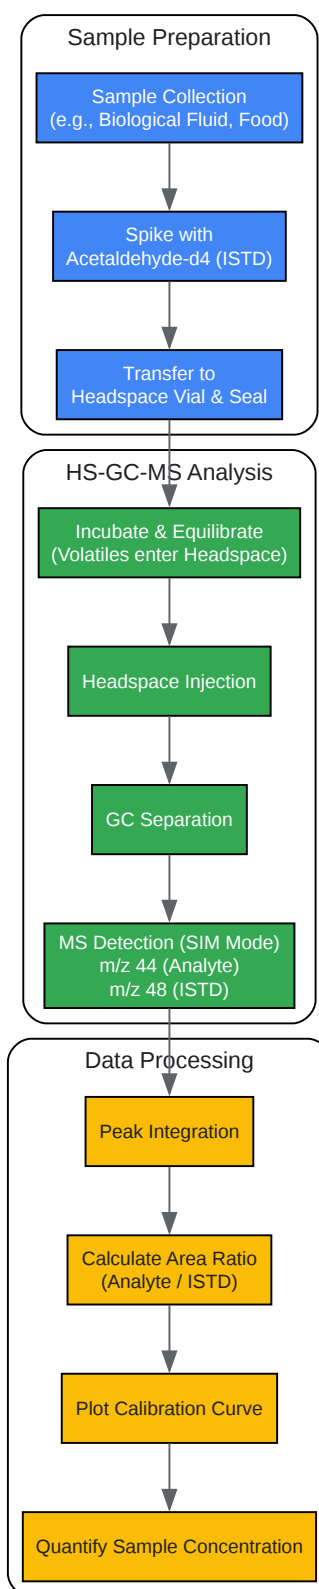 Sample Preparation
Sample Collection
(e.g., Biological Fluid, Food)
Spike with
Acetaldehyde-d4 (ISTD)
Transfer to
Headspace Vial & Seal
HS-GC-MS Analysis
Incubate & Equilibrate
(Volatiles enter Headspace)
Headspace Injection
GC Separation
MS Detection (SIM Mode)
m/z 44 (Analyte)
m/z 48 (ISTD)
Data Processing
Peak Integration
Calculate Area Ratio
(Analyte / ISTD)
Plot Calibration Curve
Quantify Sample Concentration